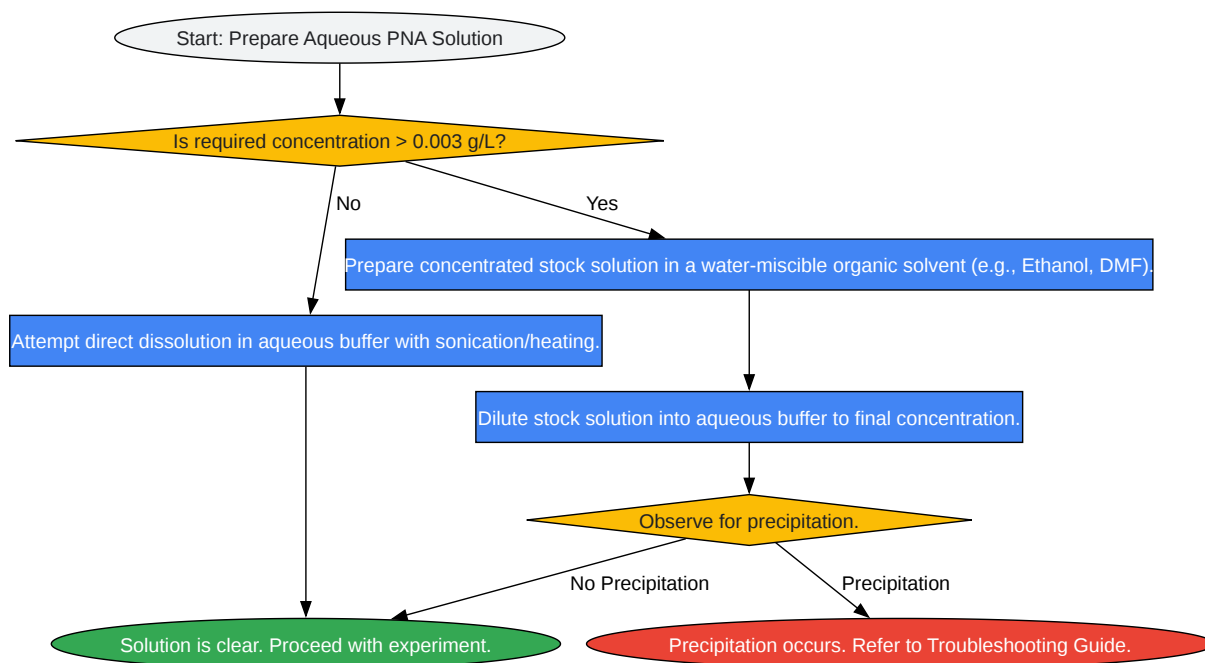 Start: Prepare Aqueous PNA Solution
Is required concentration > 0.003 g/L?
No
Yes
Prepare concentrated stock solution in a water-miscible organic solvent (e.g., Ethanol, DMF).
Attempt direct dissolution in aqueous buffer with sonication/heating.
Dilute stock solution into aqueous buffer to final concentration.
Observe for precipitation.
No Precipitation
Precipitation
Solution is clear. Proceed with experiment.
Precipitation occurs. Refer to Troubleshooting Guide.